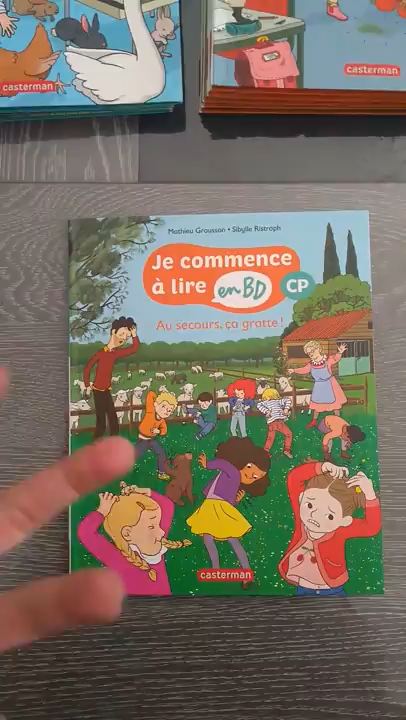 casterman
casterman
Mathieu Grousson • Sibylle Ristroph
Je commence
à lire en BD CP
Au secours, ça gratte !
casterman